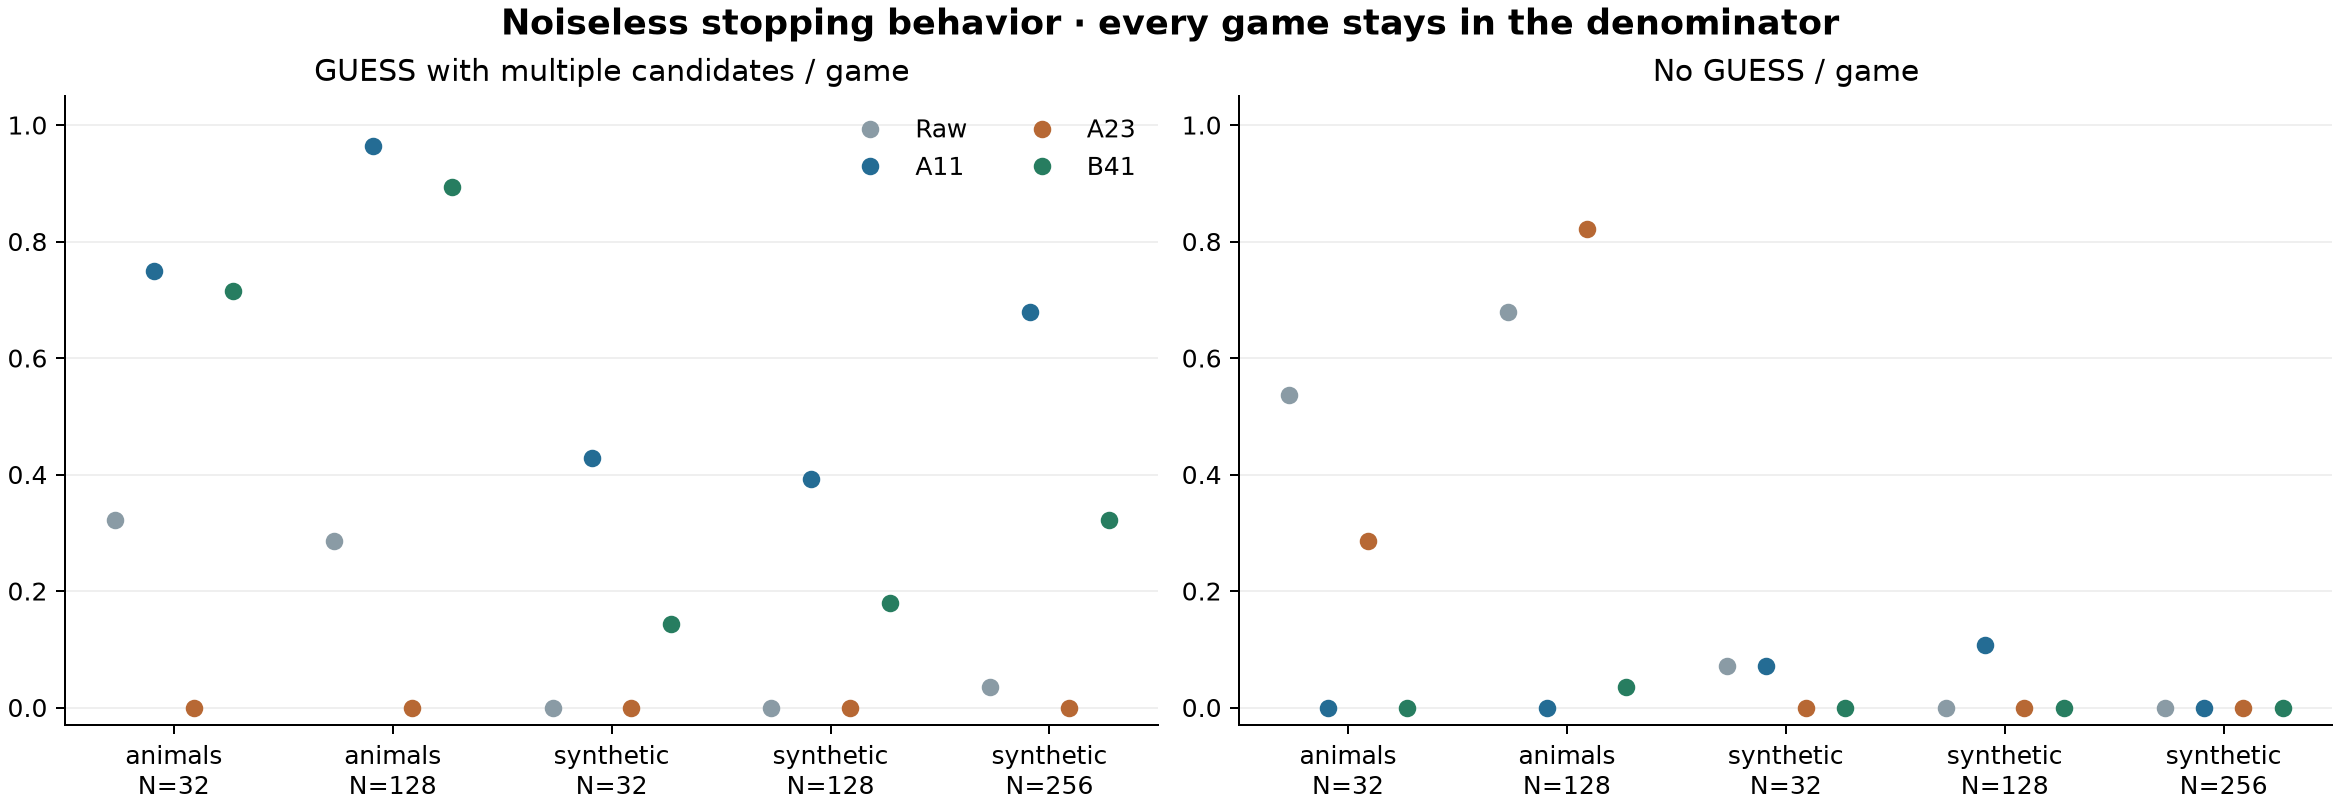 Noiseless stopping behavior · every game stays in the denominator
GUESS with multiple candidates / game
1.0
0.8
0.6
0.4
0.2
0.0
Raw
A11
A23
B41
animals
N=32
animals
N=128
synthetic
N=32
synthetic
N=128
synthetic
N=256
No GUESS / game
1.0
0.8
0.6
0.4
0.2
0.0
animals
N=32
animals
N=128
synthetic
N=32
synthetic
N=128
synthetic
N=256